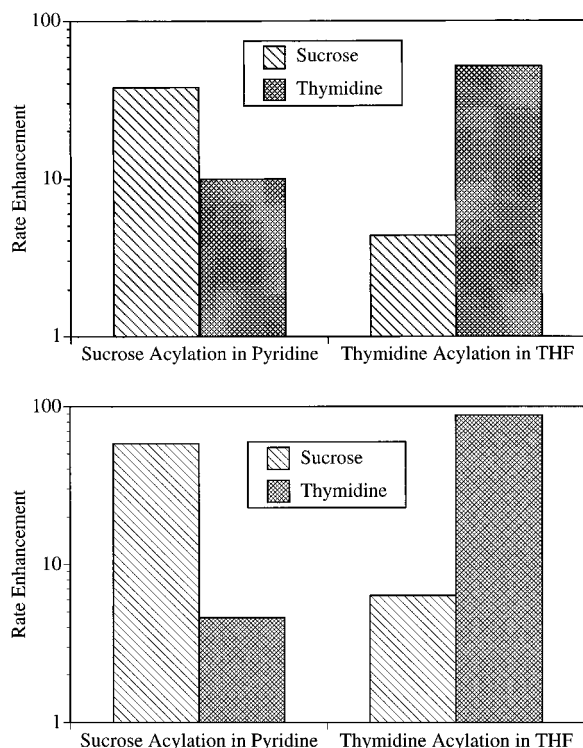 100
Sucrose
Thymidine
Rate Enhancement
10
1
Sucrose Acylation in Pyridine Thymidine Acylation in THF
100
Sucrose
Thymidine
Rate Enhancement
10
1
Sucrose Acylation in Pyridine Thymidine Acylation in THF